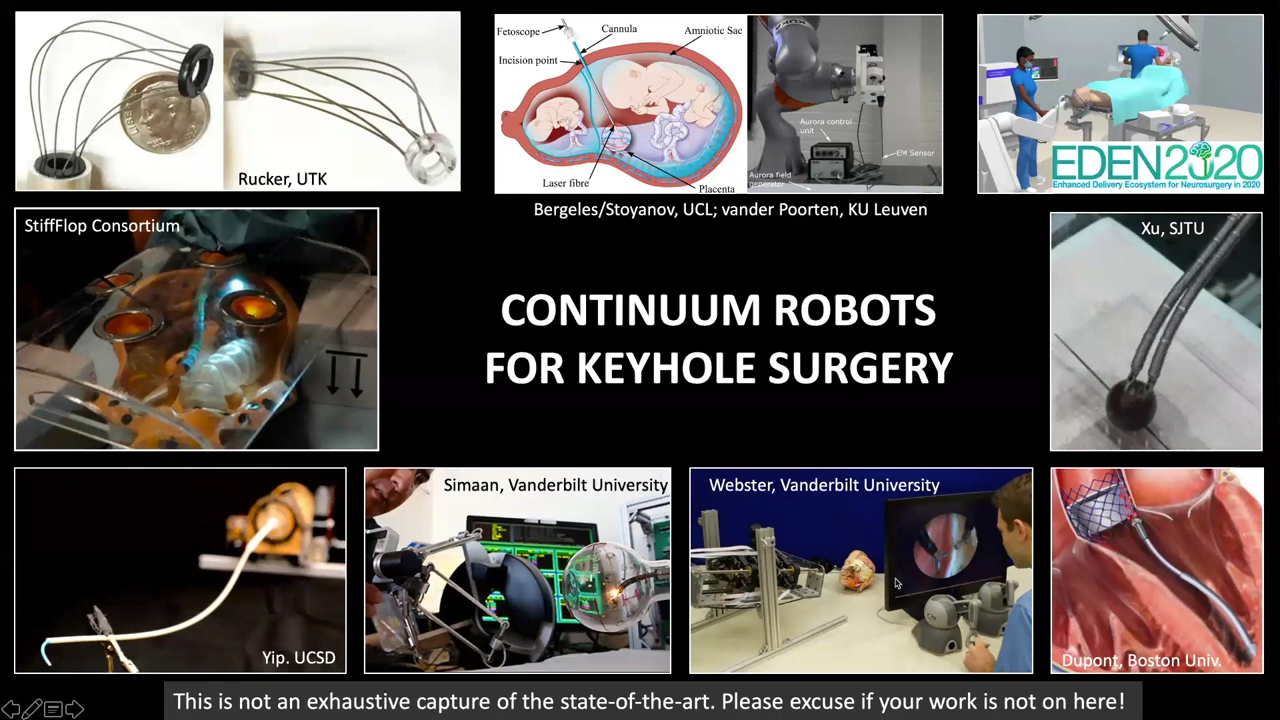 Rucker, UTK
Fetoscope
Cannula
Amniotic Sac
Incision point
Laser fibre
Placenta
Aurora control
unit
EM Sensor
Aurora field
generator
EDEN2020
Enhanced Delivery Ecosystem for Neurosurgery in 2020
Bergeles/Stoyanov, UCL; vander Poorten, KU Leuven
StiffFlop Consortium
Xu, SJTU
CONTINUUM ROBOTS
FOR KEYHOLE SURGERY
Yip. UCSD
Simaan, Vanderbilt University
Webster, Vanderbilt University
Dupont, Boston Univ.
This is not an exhaustive capture of the state-of-the-art. Please excuse if your work is not on here!